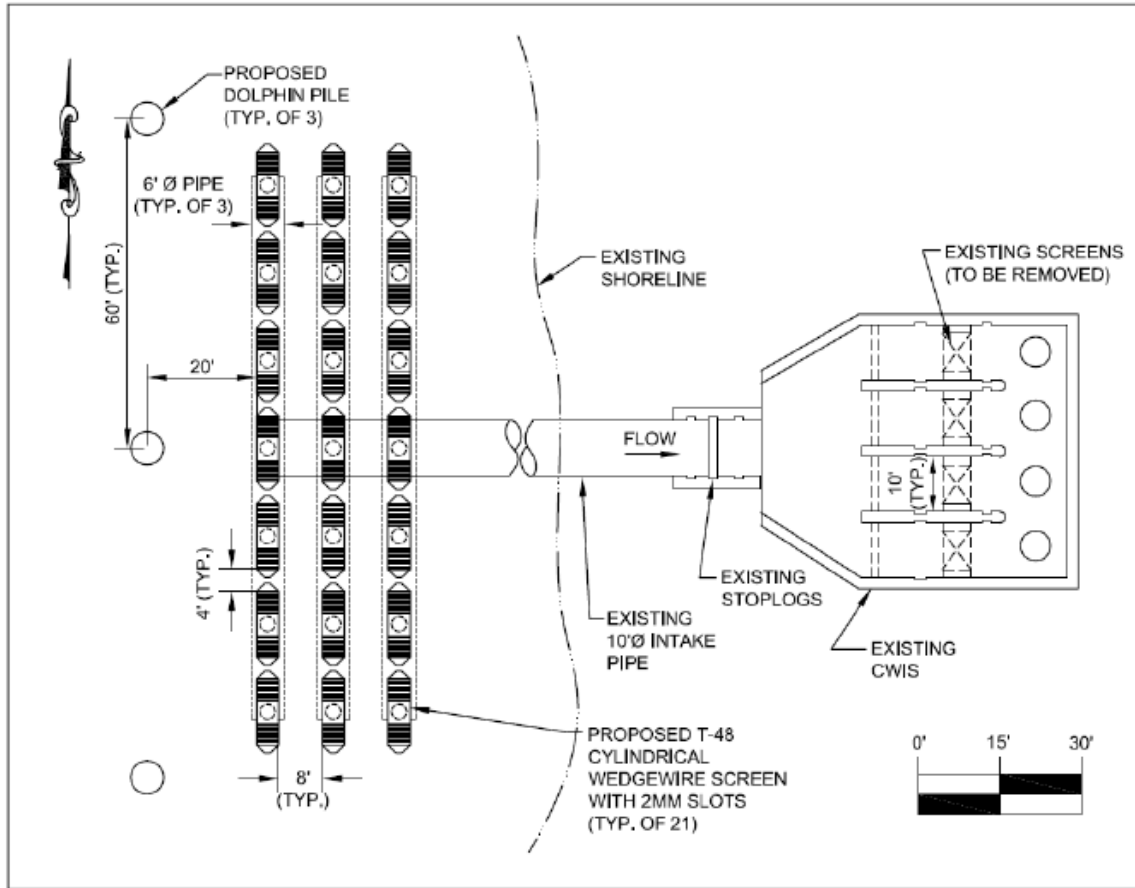 PROPOSED
DOLPHIN PILE
(TYP. OF 3)
6' Ø PIPE
(TYP. OF 3)
60' (TYP.)
20'
4' (TYP.)
8'
(TYP.)
EXISTING
SHORELINE
EXISTING SCREENS
(TO BE REMOVED)
FLOW
10'
(TYP.)
EXISTING
STOPLOGS
EXISTING
10'Ø INTAKE
PIPE
EXISTING
CWIS
PROPOSED T-48
CYLINDRICAL
WEDGEWIRE SCREEN
WITH 2MM SLOTS
(TYP. OF 21)
0' 15' 30'